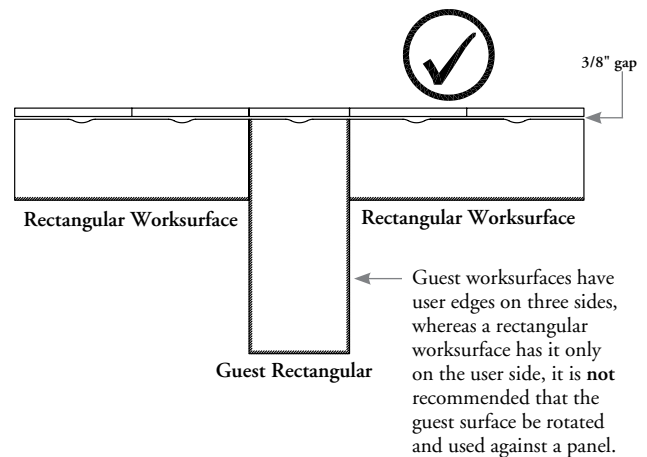 3/8" gap
Rectangular Worksurface
Rectangular Worksurface
Guest worksurfaces have
user edges on three sides,
whereas a rectangular
worksurface has it only
on the user side, it is not
recommended that the
guest surface be rotated
and used against a panel.
Guest Rectangular